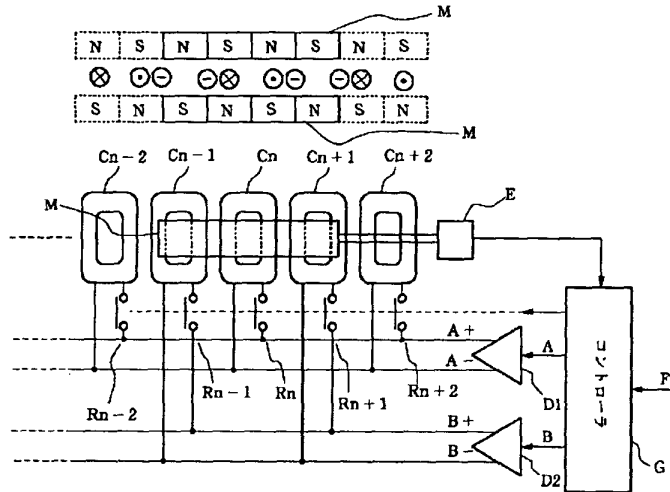 M
N S N S N S N S
S N S N S N S N
M
Cn-2 Cn-1 Cn Cn+1 Cn+2
M
E
A+
A-
A
D1
F
コントローラ
Rn-2 Rn-1 Rn Rn+1 Rn+2
B+
B-
B
D2
G